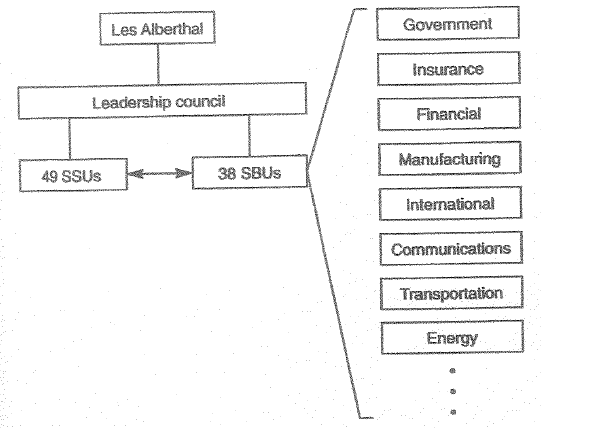 Les Alberthal
Leadership council
49 SSUs
38 SBUs
Government
Insurance
Financial
Manufacturing
International
Communications
Transportation
Energy